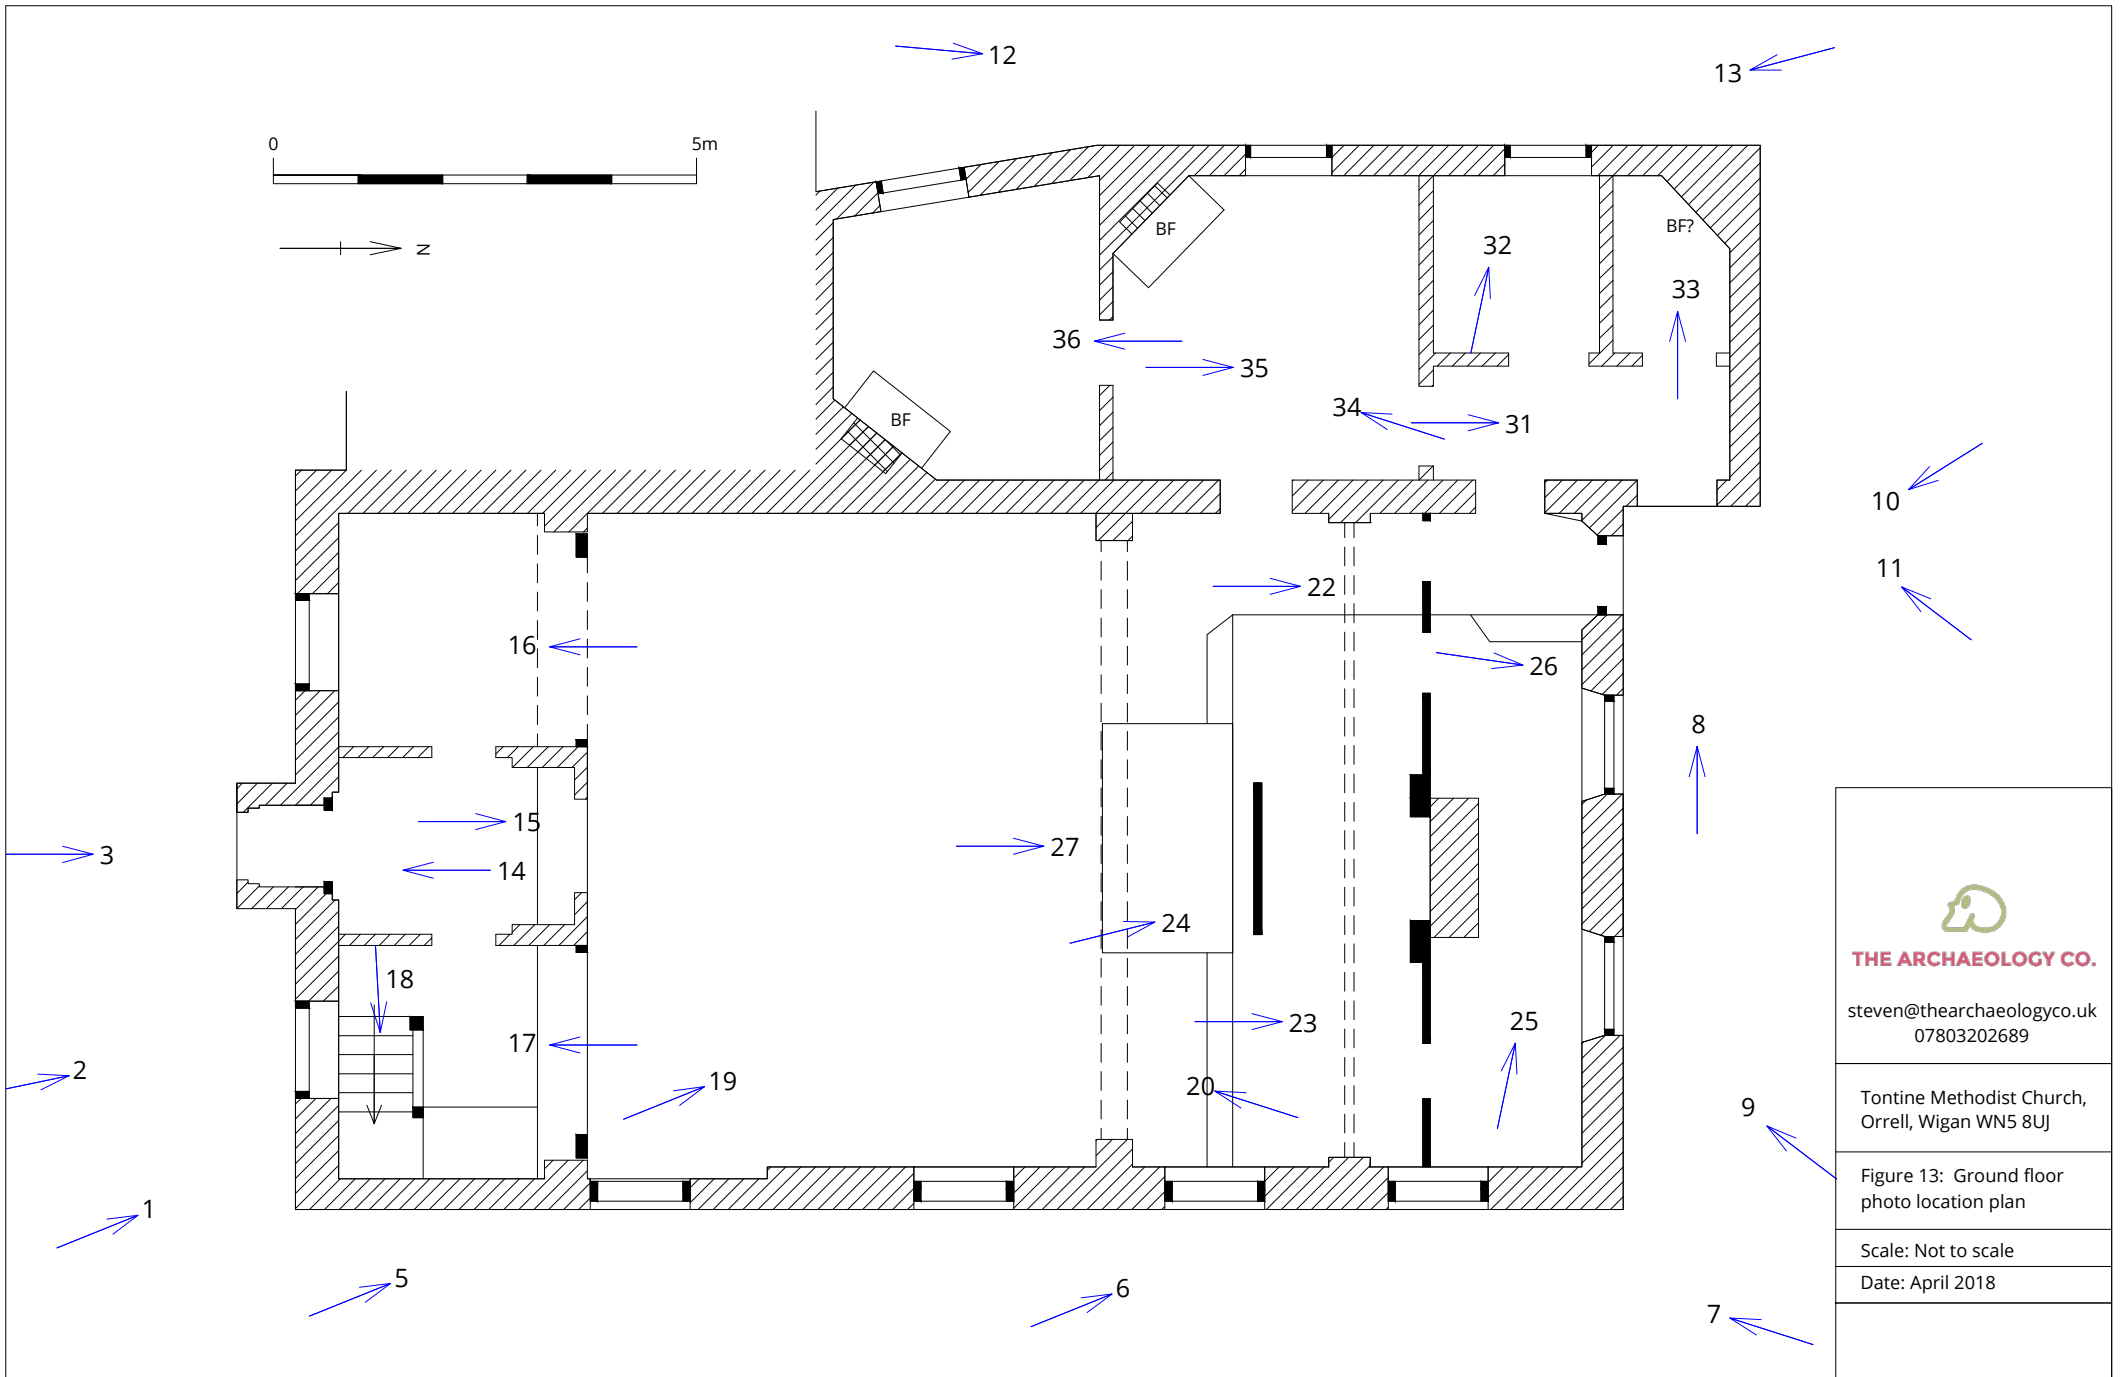 12
13
0
5m
N
BF
BF?
32
33
36
35
34
31
BF
10
11
22
16
26
8
15
3
27
14
24
18
23
25
17
2
20
19
9
1
5
6
7
THE ARCHAEOLOGY CO.
steven@thearchaeologyco.uk
07803202689
Tontine Methodist Church,
Orrell, Wigan WN5 8UJ
Figure 13: Ground floor
photo location plan
Scale: Not to scale
Date: April 2018